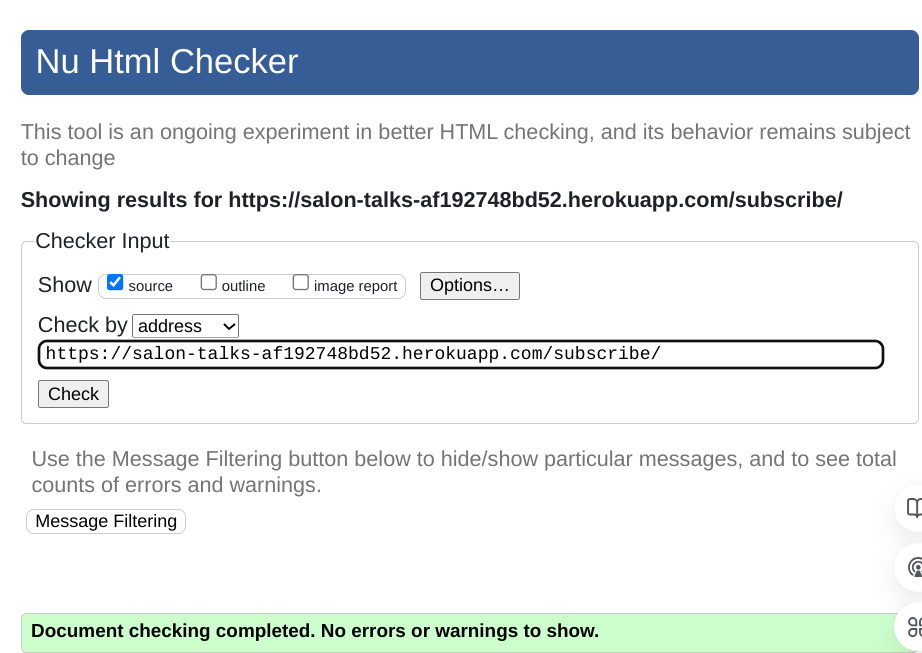 Nu Html Checker
This tool is an ongoing experiment in better HTML checking, and its behavior remains subject
to change
Showing results for https://salon-talks-af192748bd52.herokuapp.com/subscribe/
Checker Input
Show source outline image report Options…
Check by address
https://salon-talks-af192748bd52.herokuapp.com/subscribe/
Check
Use the Message Filtering button below to hide/show particular messages, and to see total
counts of errors and warnings.
Message Filtering
Document checking completed. No errors or warnings to show.